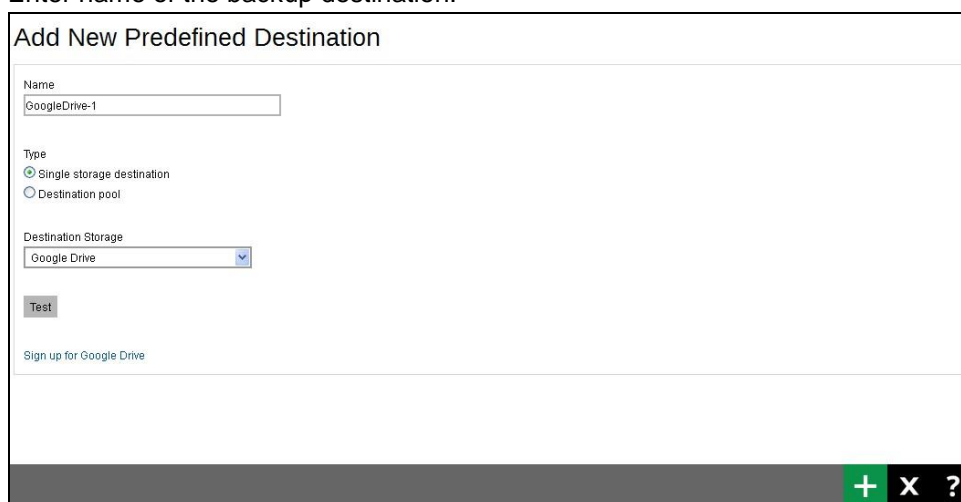 Enter name of the backup destination.
Add New Predefined Destination
Name
GoogleDrive-1
Type
Single storage destination
Destination pool
Destination Storage
Google Drive
Test
Sign up for Google Drive
+ X ?